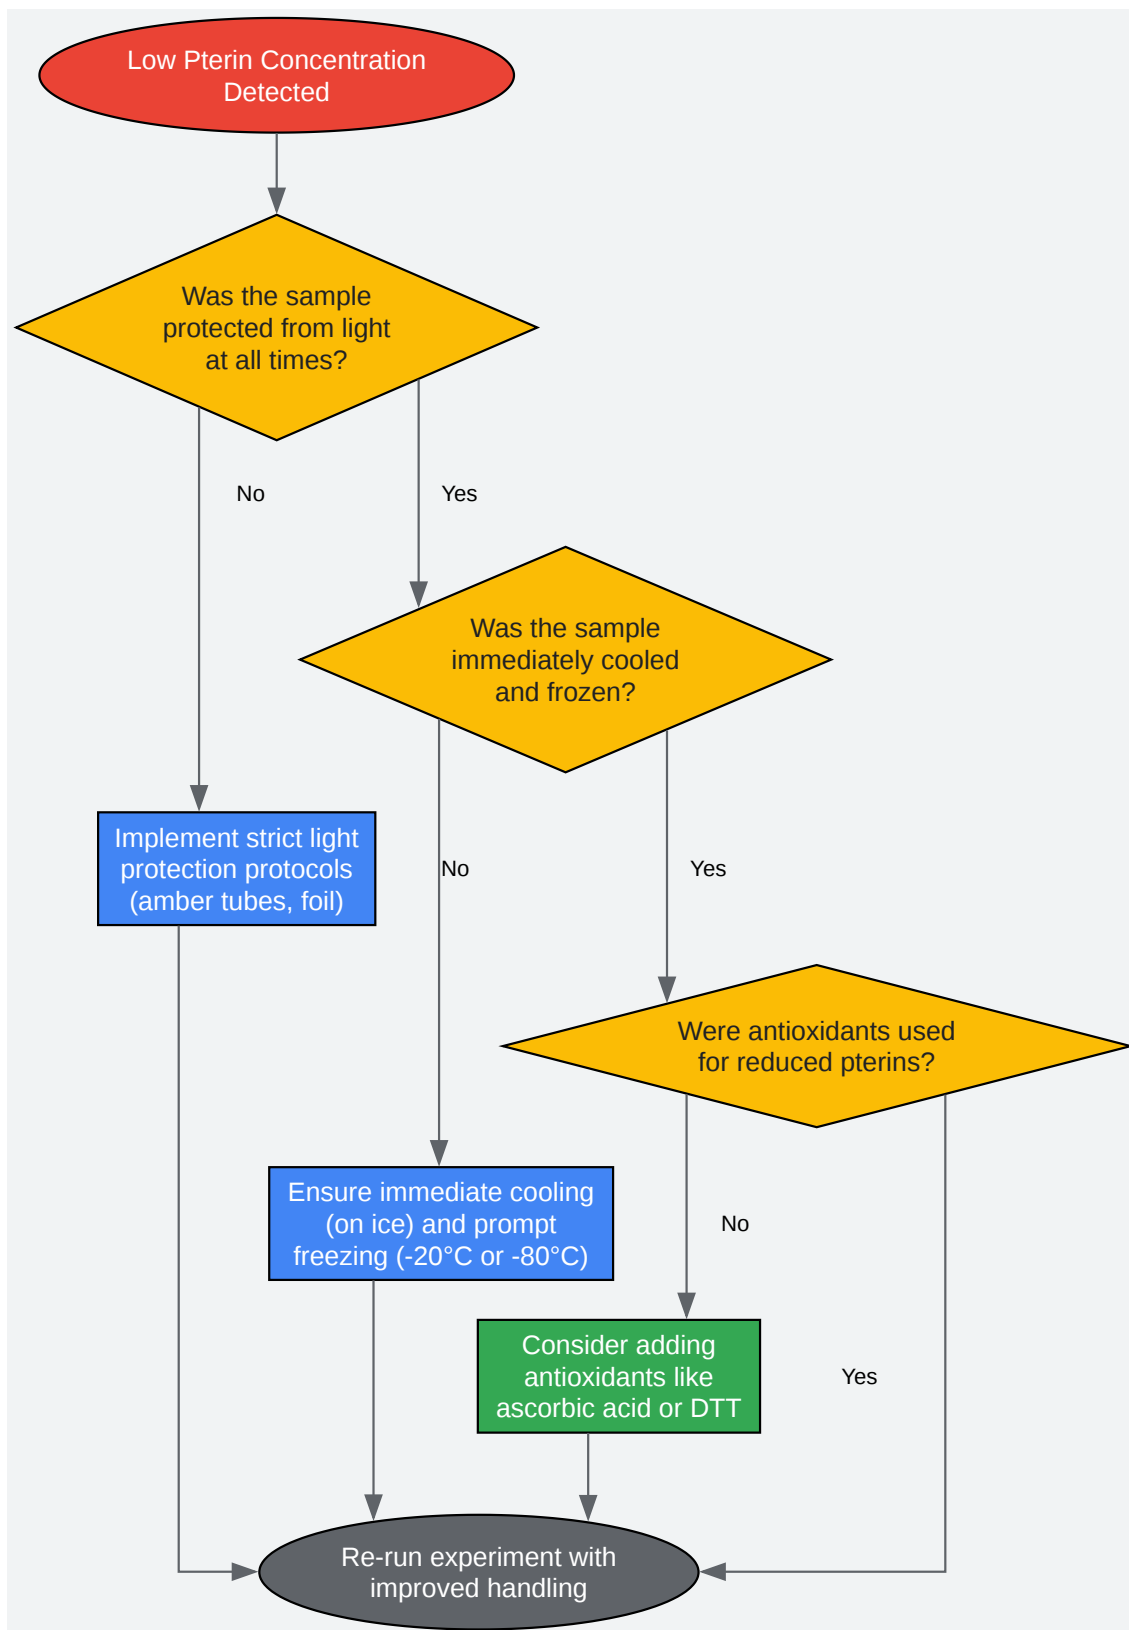 Low Pterin Concentration
Detected
Was the sample
protected from light
at all times?
No
Yes
Was the sample
immediately cooled
and frozen?
Implement strict light
protection protocols
(amber tubes, foil)
No
Yes
Were antioxidants used
for reduced pterins?
Ensure immediate cooling
(on ice) and prompt
freezing (-20°C or -80°C)
No
Consider adding
antioxidants like
ascorbic acid or DTT
Yes
Re-run experiment with
improved handling